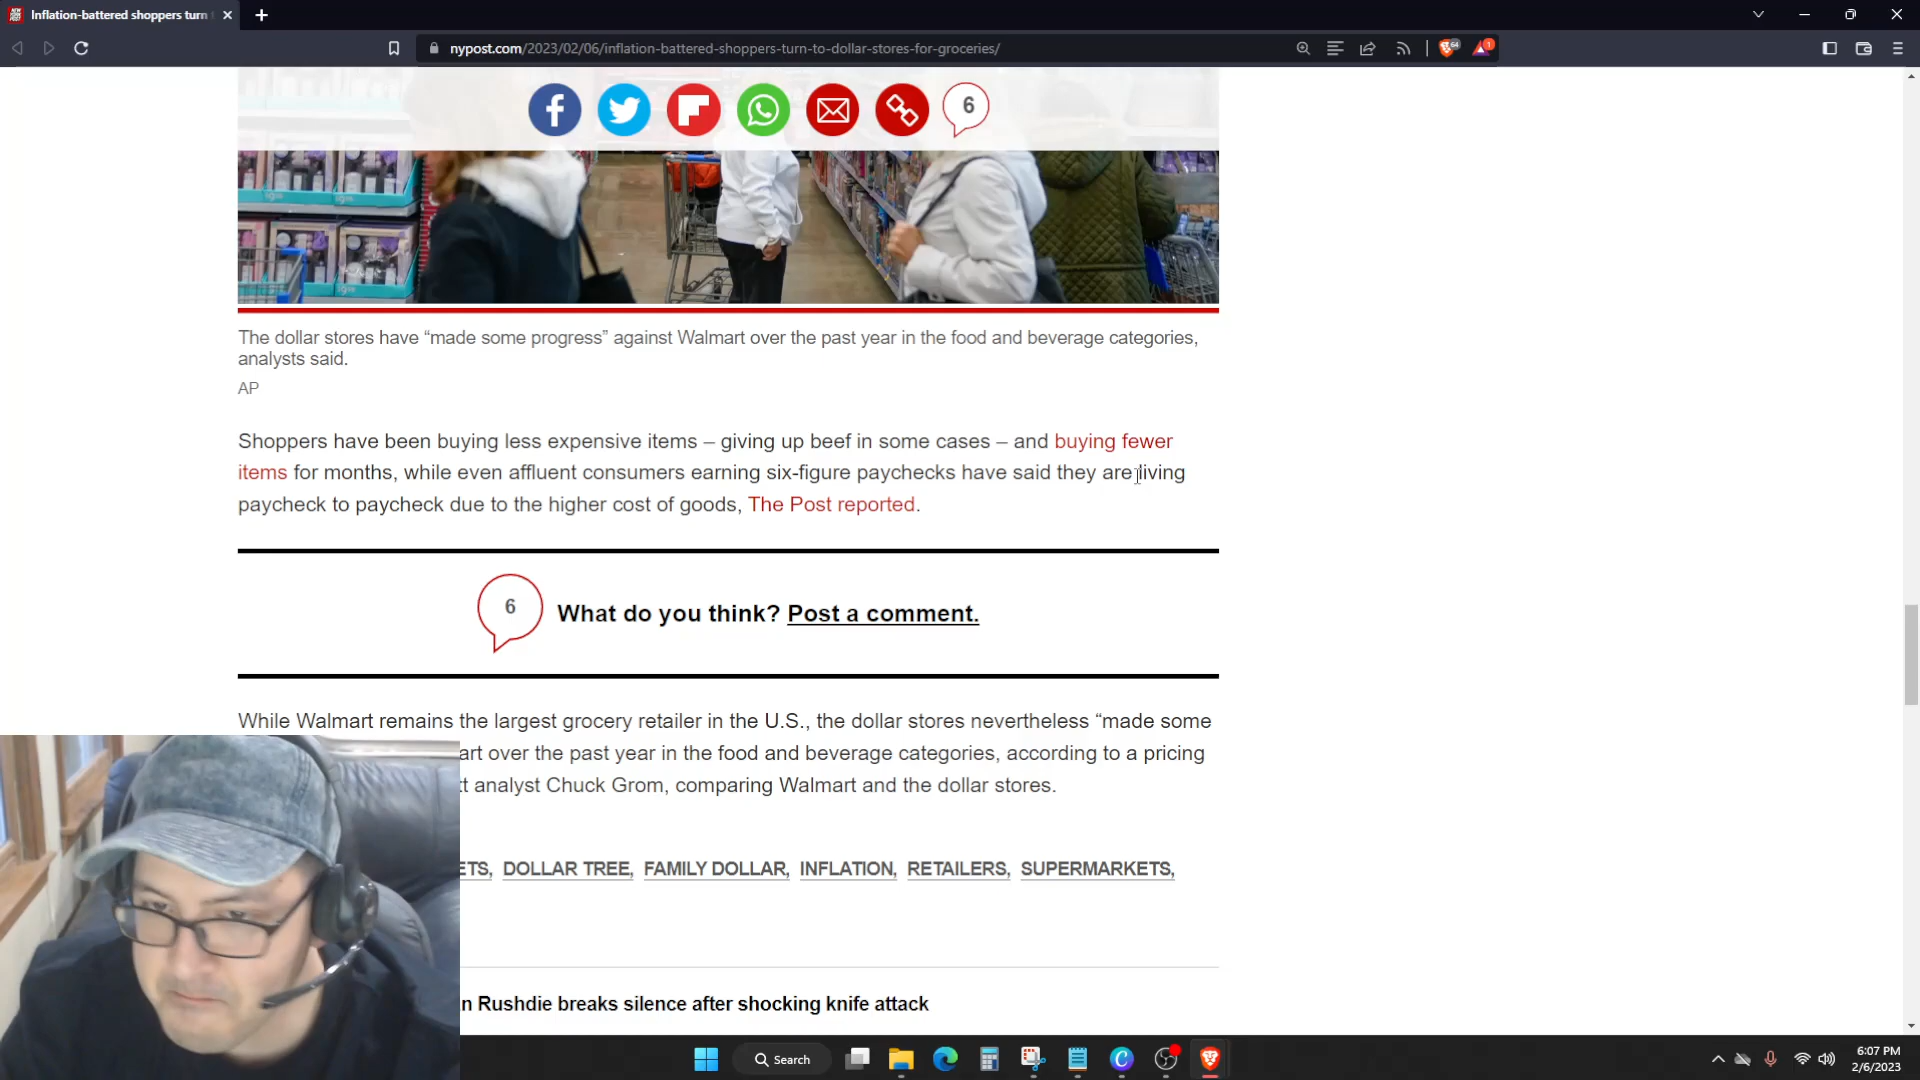 Inflation-battered shoppers turn
nypost.com/2023/02/06/inflation-battered-shoppers-turn-to-dollar-stores-for-groceries/
64
1
6
The dollar stores have “made some progress” against Walmart over the past year in the food and beverage categories,
analysts said.
AP
Shoppers have been buying less expensive items – giving up beef in some cases – and buying fewer
items for months, while even affluent consumers earning six-figure paychecks have said they are living
paycheck to paycheck due to the higher cost of goods, The Post reported.
6
What do you think? Post a comment.
While Walmart remains the largest grocery retailer in the U.S., the dollar stores nevertheless “made some
art over the past year in the food and beverage categories, according to a pricing
tt analyst Chuck Grom, comparing Walmart and the dollar stores.
ETS, DOLLAR TREE, FAMILY DOLLAR, INFLATION, RETAILERS, SUPERMARKETS,
n Rushdie breaks silence after shocking knife attack
Search
6:07 PM
2/6/2023